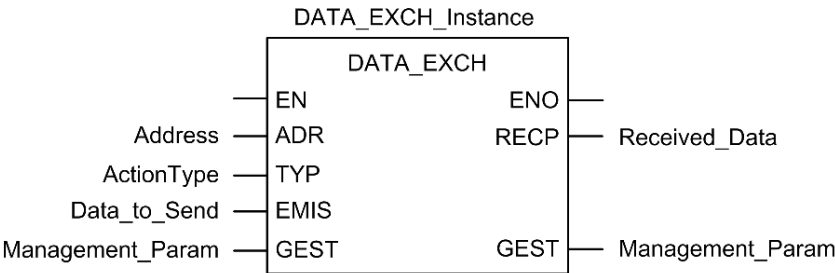 DATA_EXCH_Instance
DATA_EXCH
EN ENO
Address ADR RECP Received_Data
ActionType TYP
Data_to_Send EMIS
Management_Param GEST GEST Management_Param